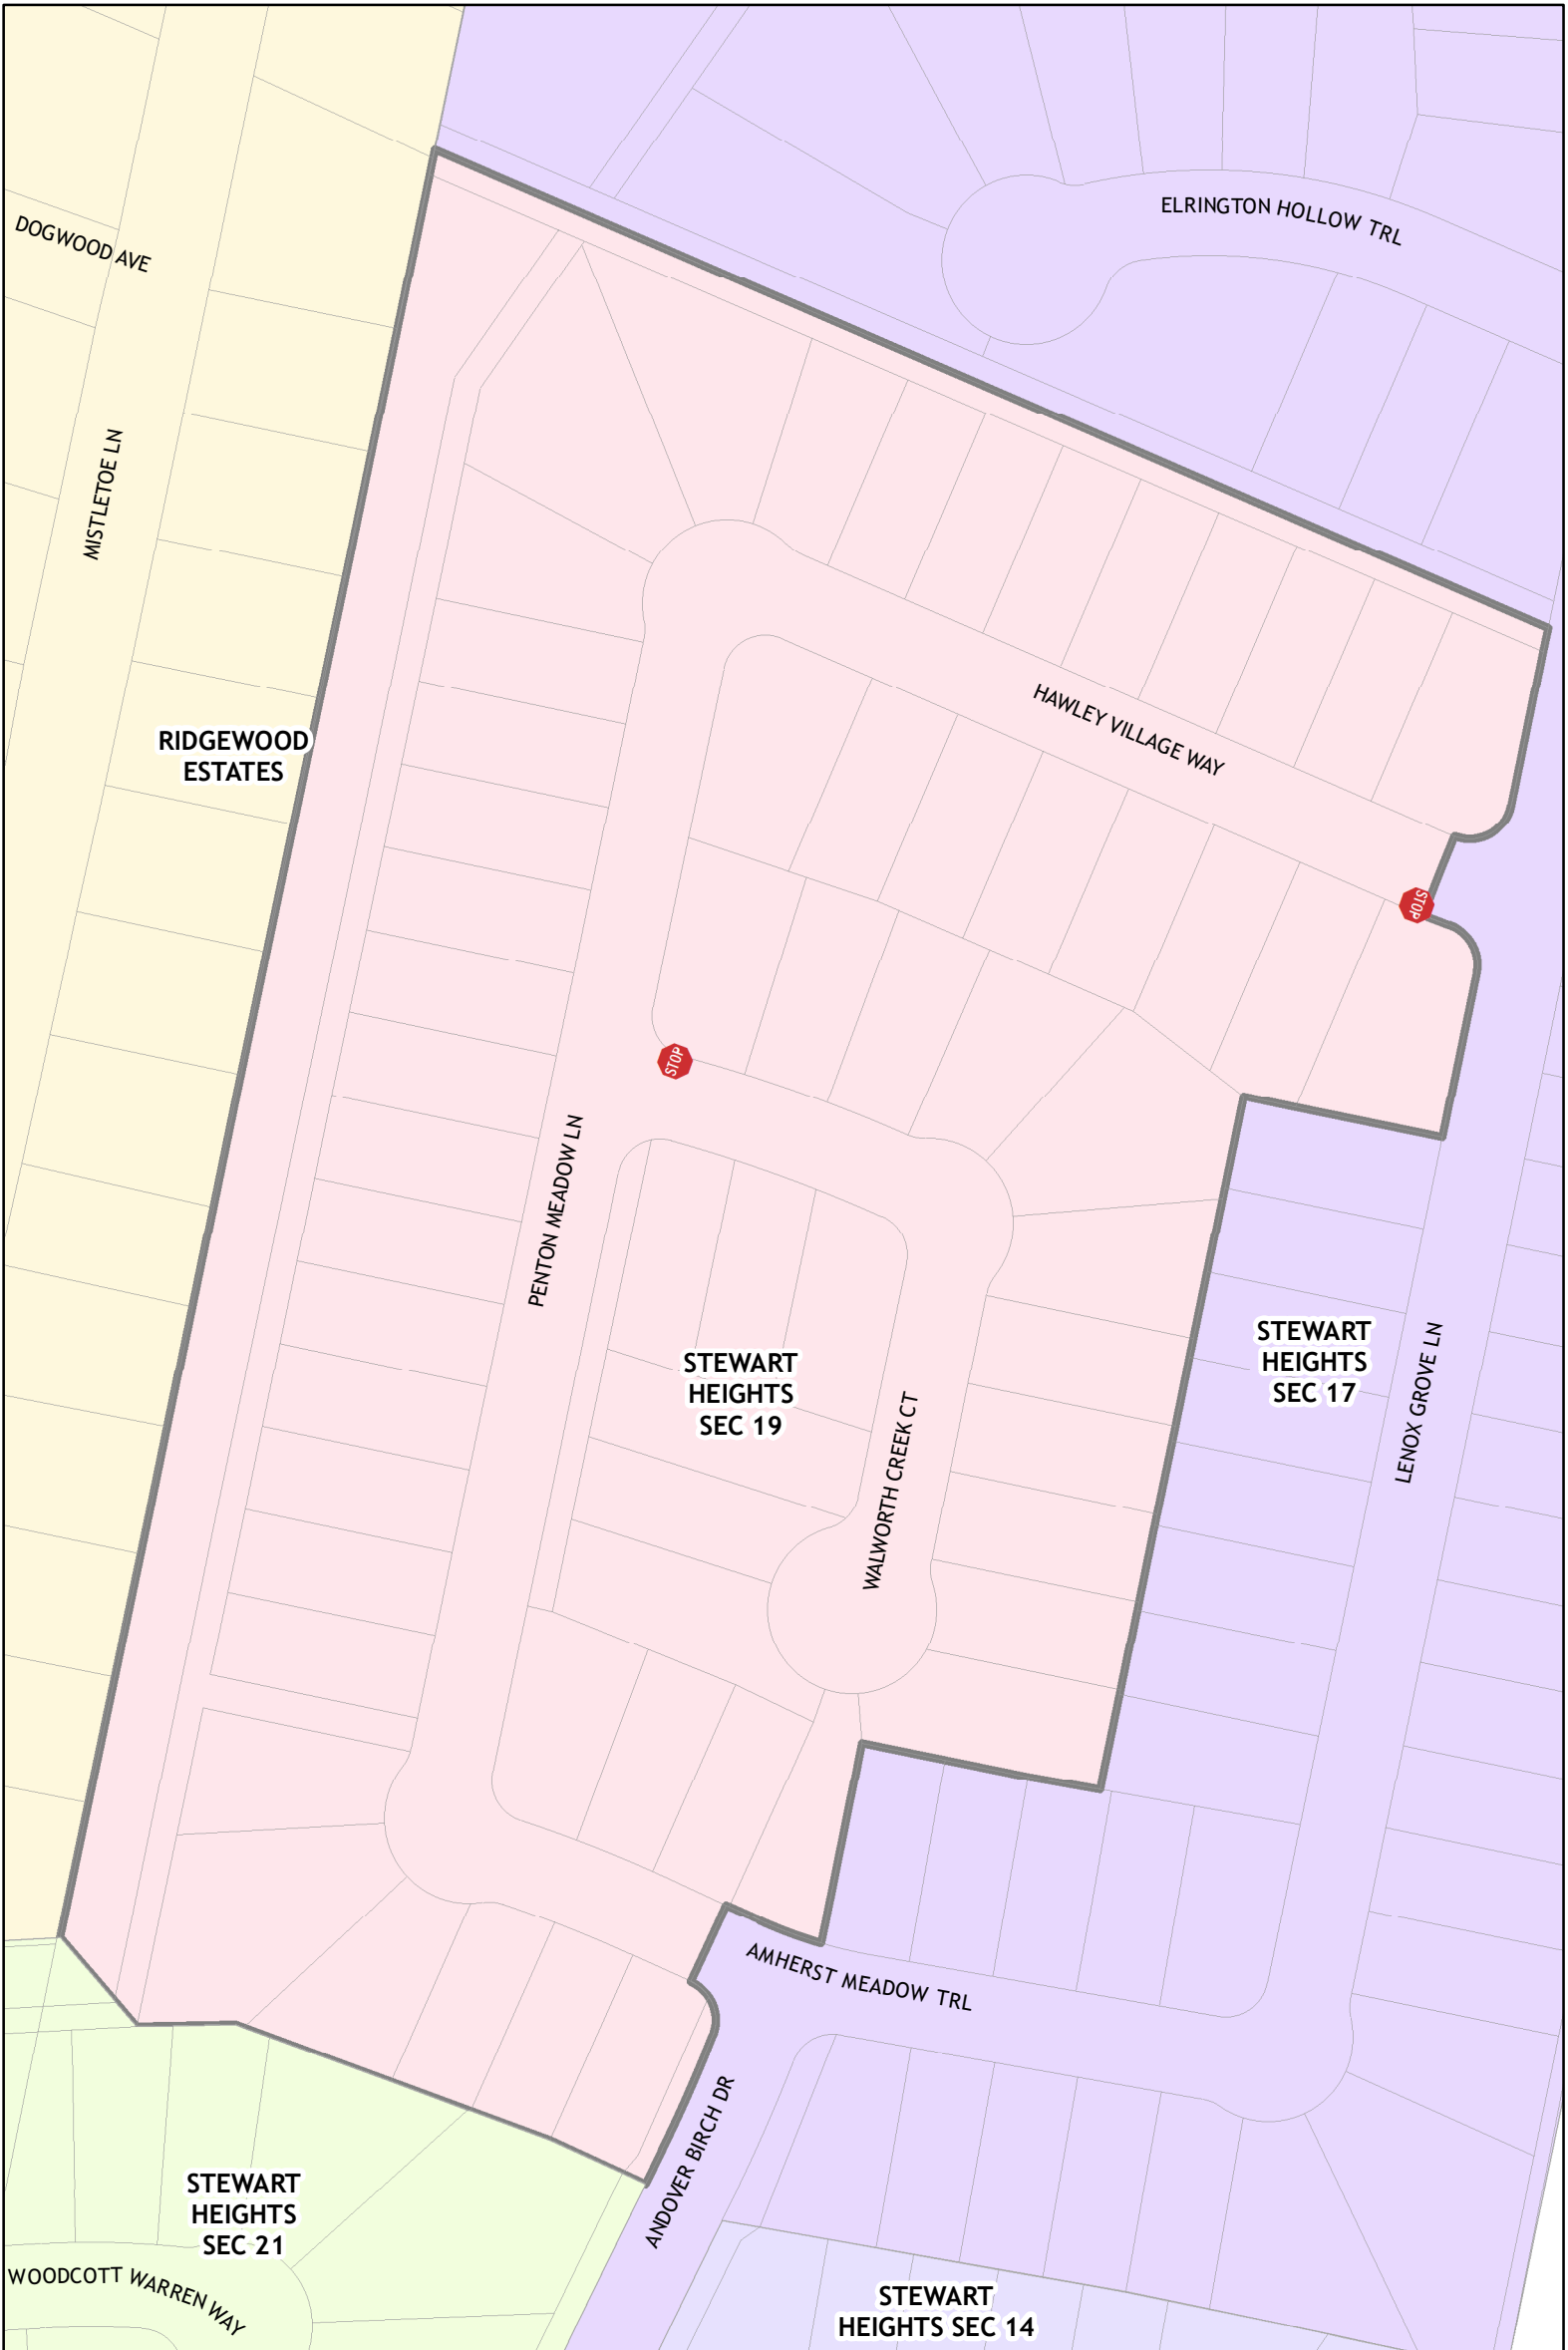 ELRINGTON HOLLOW TRL
DOGWOOD AVE
MISTLETOE LN
HAWLEY VILLAGE WAY
RIDGEWOOD
ESTATES
STOP
STOP
PENTON MEADOW LN
STEWART
HEIGHTS
SEC 17
LENOX GROVE LN
STEWART
HEIGHTS
SEC 19
WALWORTH CREEK CT
AMHERST MEADOW TRL
ANDOVER BIRCH DR
STEWART
HEIGHTS
SEC 21
WOODCOTT WARREN WAY
STEWART
HEIGHTS SEC 14